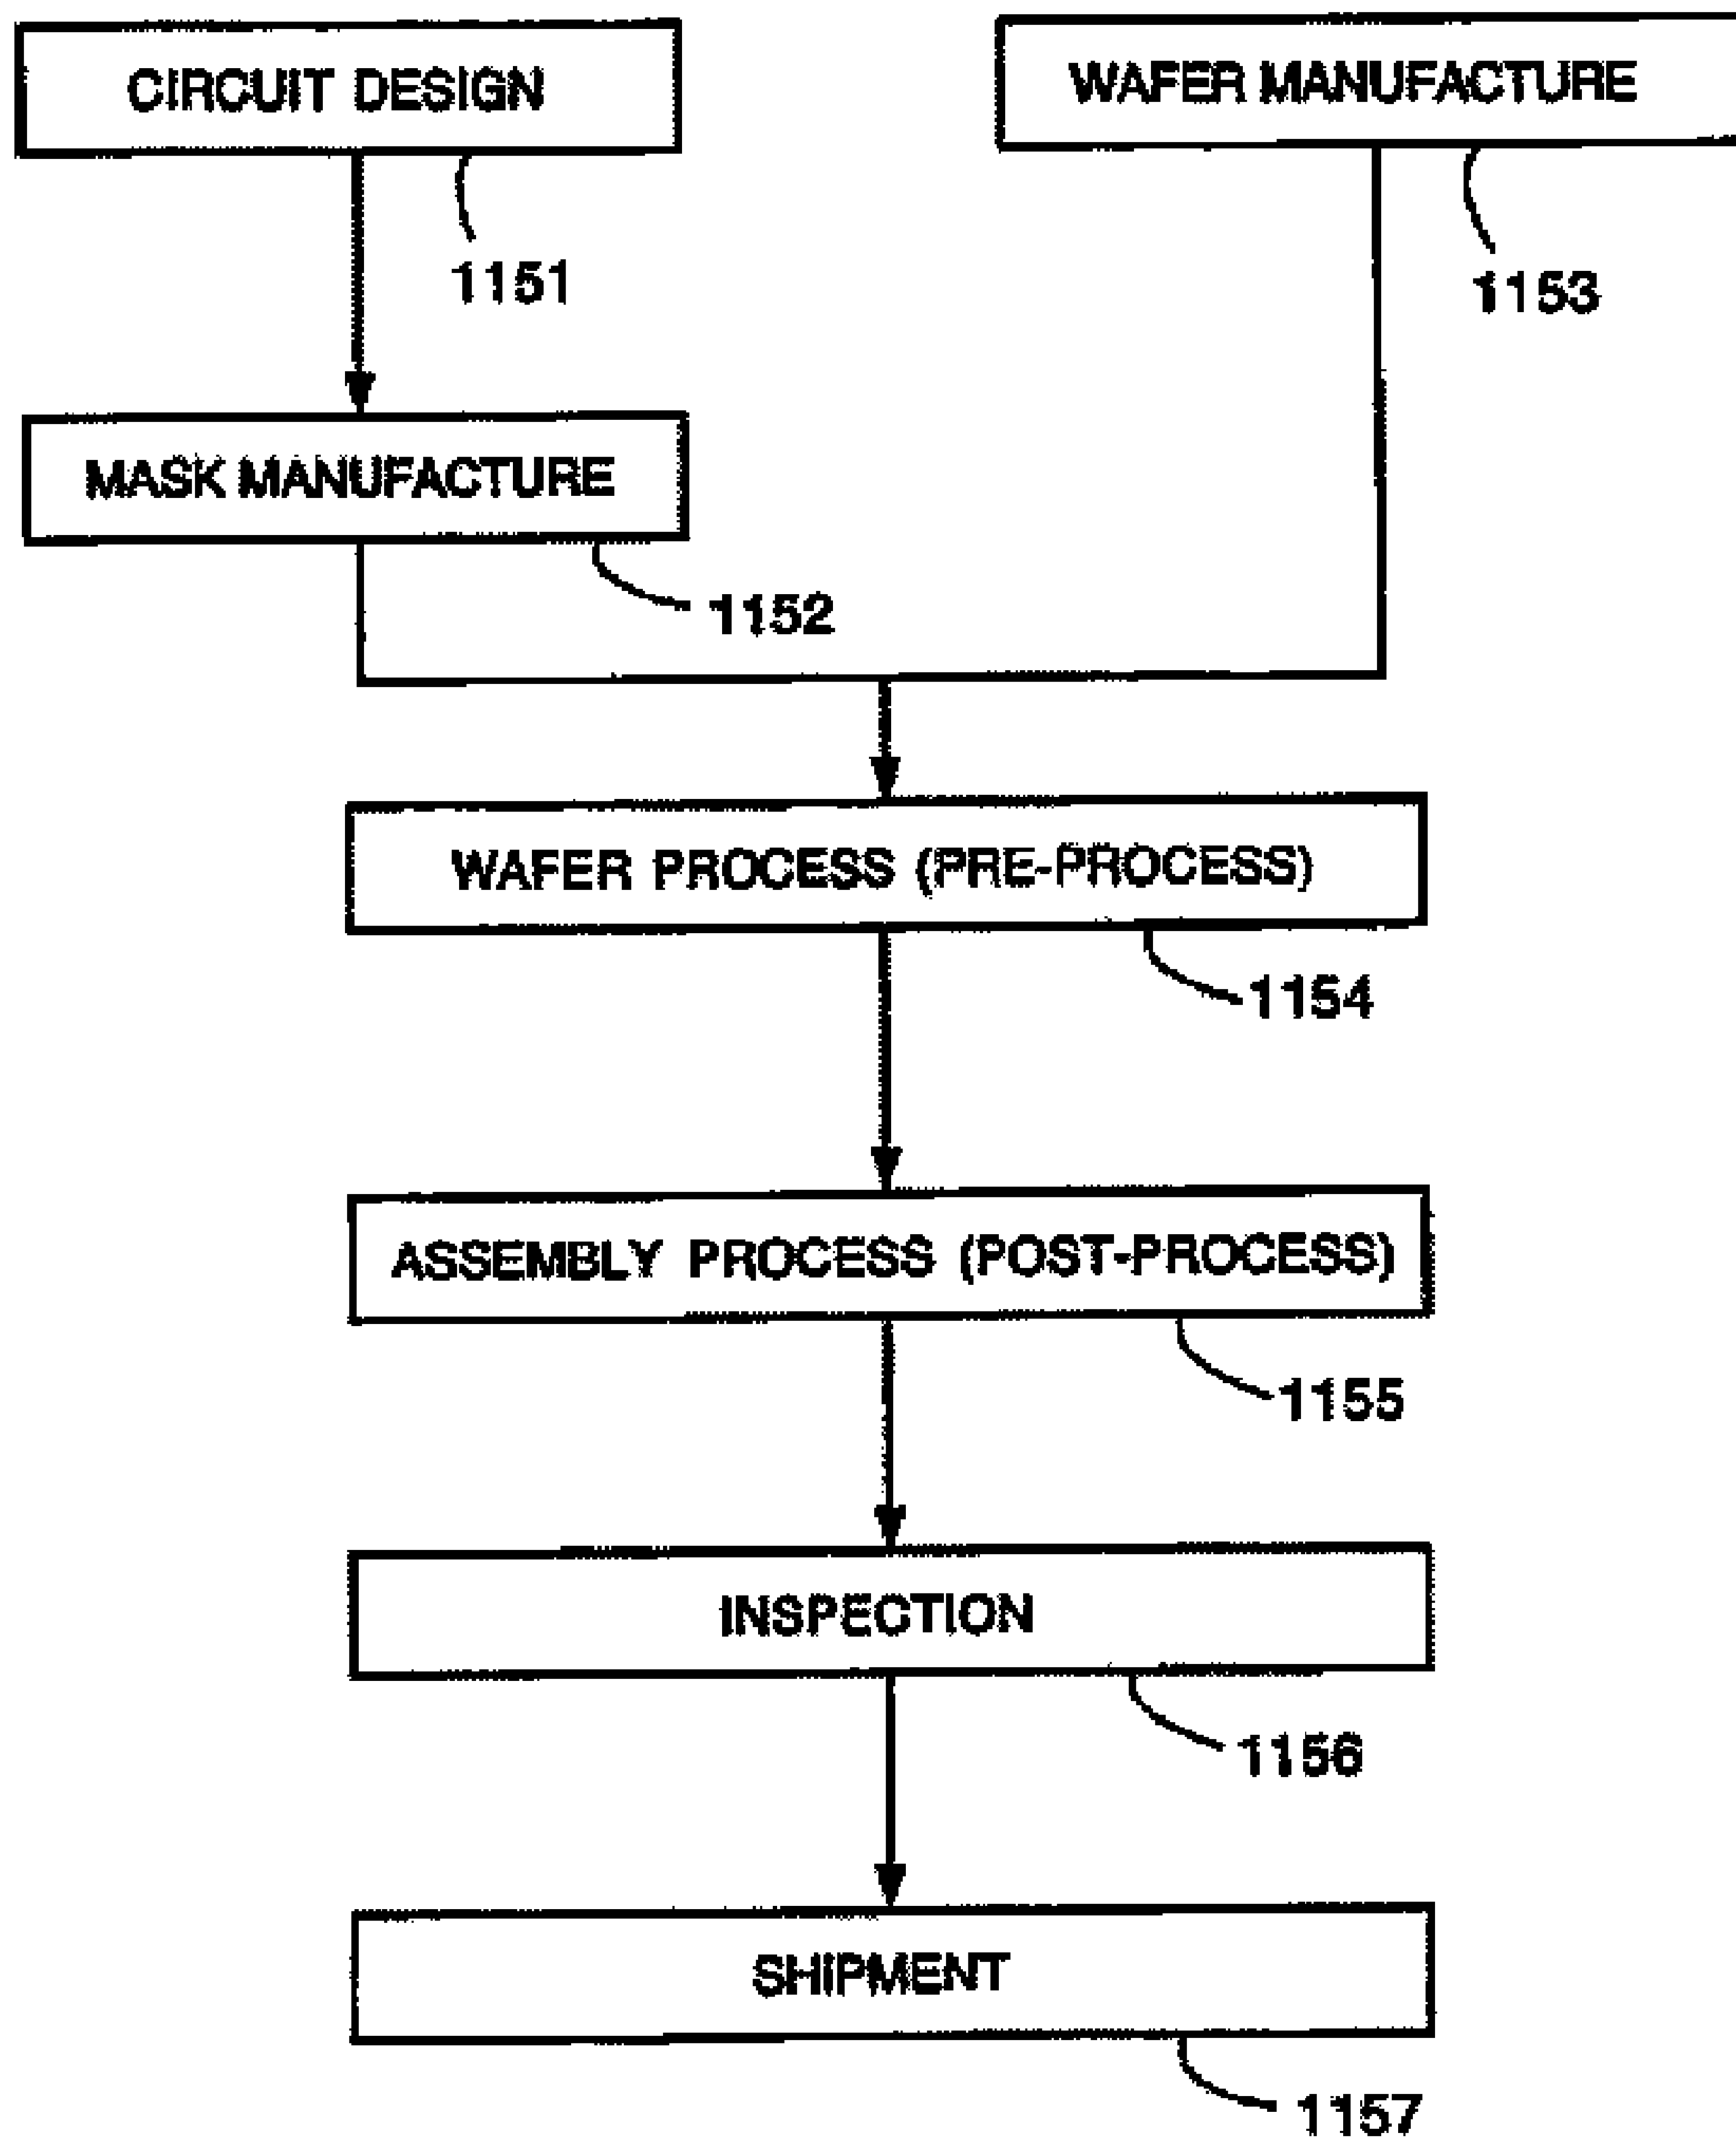 CIRCUIT DESIGN
WAFER MANUFACTURE
1151
1153
MASK MANUFACTURE
1152
WAFER PROCESS (PRE-PROCESS)
1154
ASSEMBLY PROCESS (POST-PROCESS)
1155
INSPECTION
1156
SHIPMENT
1157